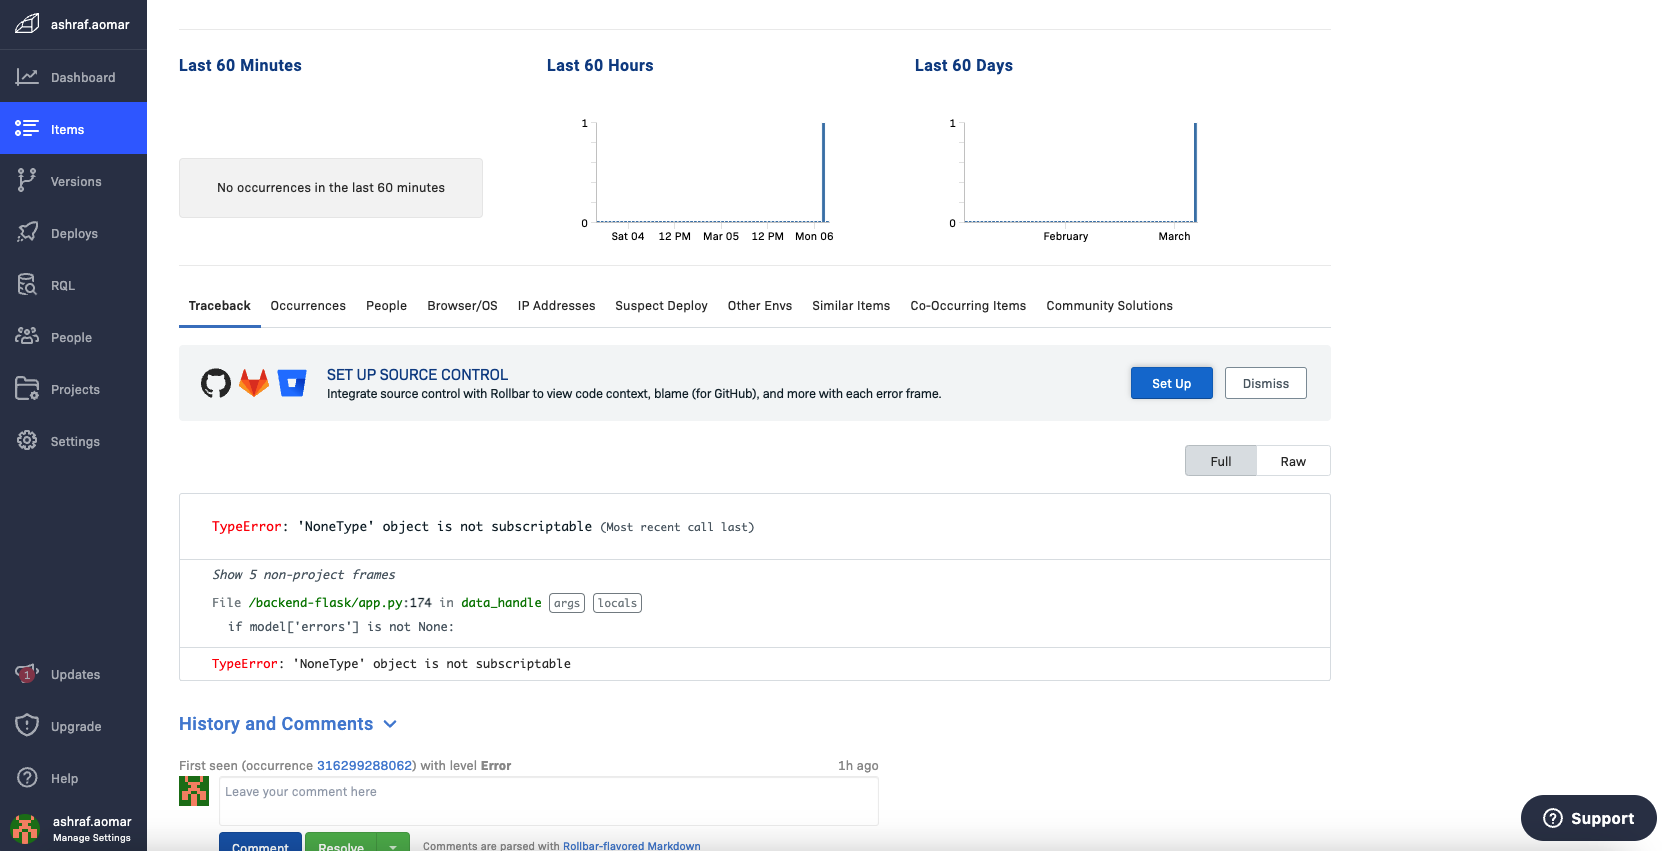 ashraf.aomar
Dashboard
Items
Versions
Deploys
RQL
People
Projects
Settings
1
Updates
Upgrade
Help
ashraf.aomar
Manage Settings
Last 60 Minutes
No occurrences in the last 60 minutes
Last 60 Hours
1
0
Sat 04 12 PM Mar 05 12 PM Mon 06
Last 60 Days
1
0
February March
Traceback Occurrences People Browser/OS IP Addresses Suspect Deploy Other Envs Similar Items Co-Occurring Items Community Solutions
SET UP SOURCE CONTROL
Integrate source control with Rollbar to view code context, blame (for GitHub), and more with each error frame.
Set Up Dismiss
Full Raw
TypeError: 'NoneType' object is not subscriptable (Most recent call last)
Show 5 non-project frames
File /backend-flask/app.py:174 in data_handle args locals
if model['errors'] is not None:
TypeError: 'NoneType' object is not subscriptable
History and Comments
First seen (occurrence 316299288062) with level Error 1h ago
Leave your comment here
Comment Resolve Comments are parsed with Rollbar-flavored Markdown
Support